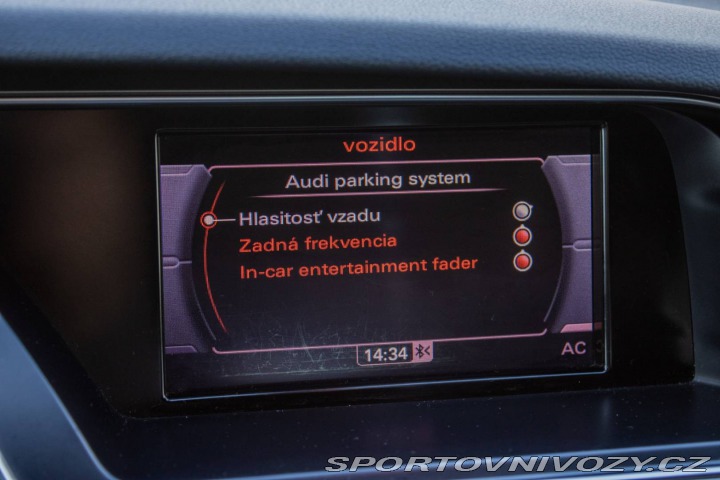 vozidlo
Audi parking system
Hlasitosť vzadu
Zadná frekvencia
In-car entertainment fader
14:34
AC
SPORTOVNIVOZY.CZ